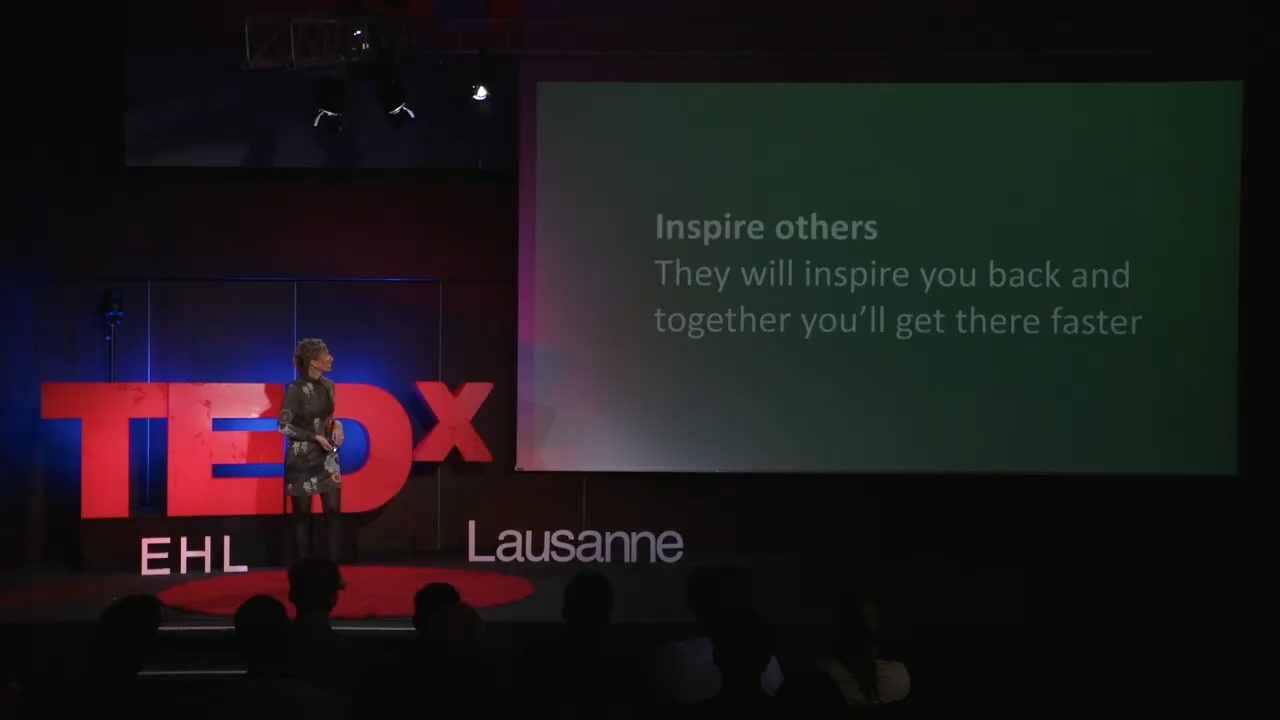 Inspire others
They will inspire you back and
together you’ll get there faster
TEDx
EHL
Lausanne